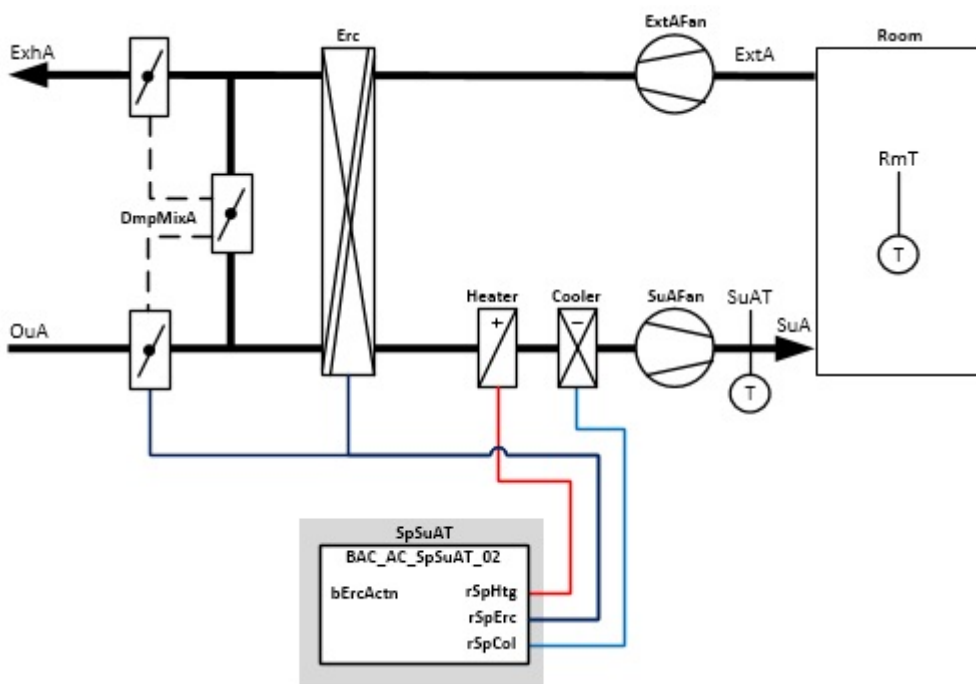 Erc
ExtAFan
Room
ExhA
ExtA
RmT
T
DmpMixA
Heater
Cooler
SuAFan
SuAT
OuA
SuA
+
−
T
SpSuAT
BAC_AC_SpSuAT_02
bErcActn
rSpHtg
rSpErc
rSpCol